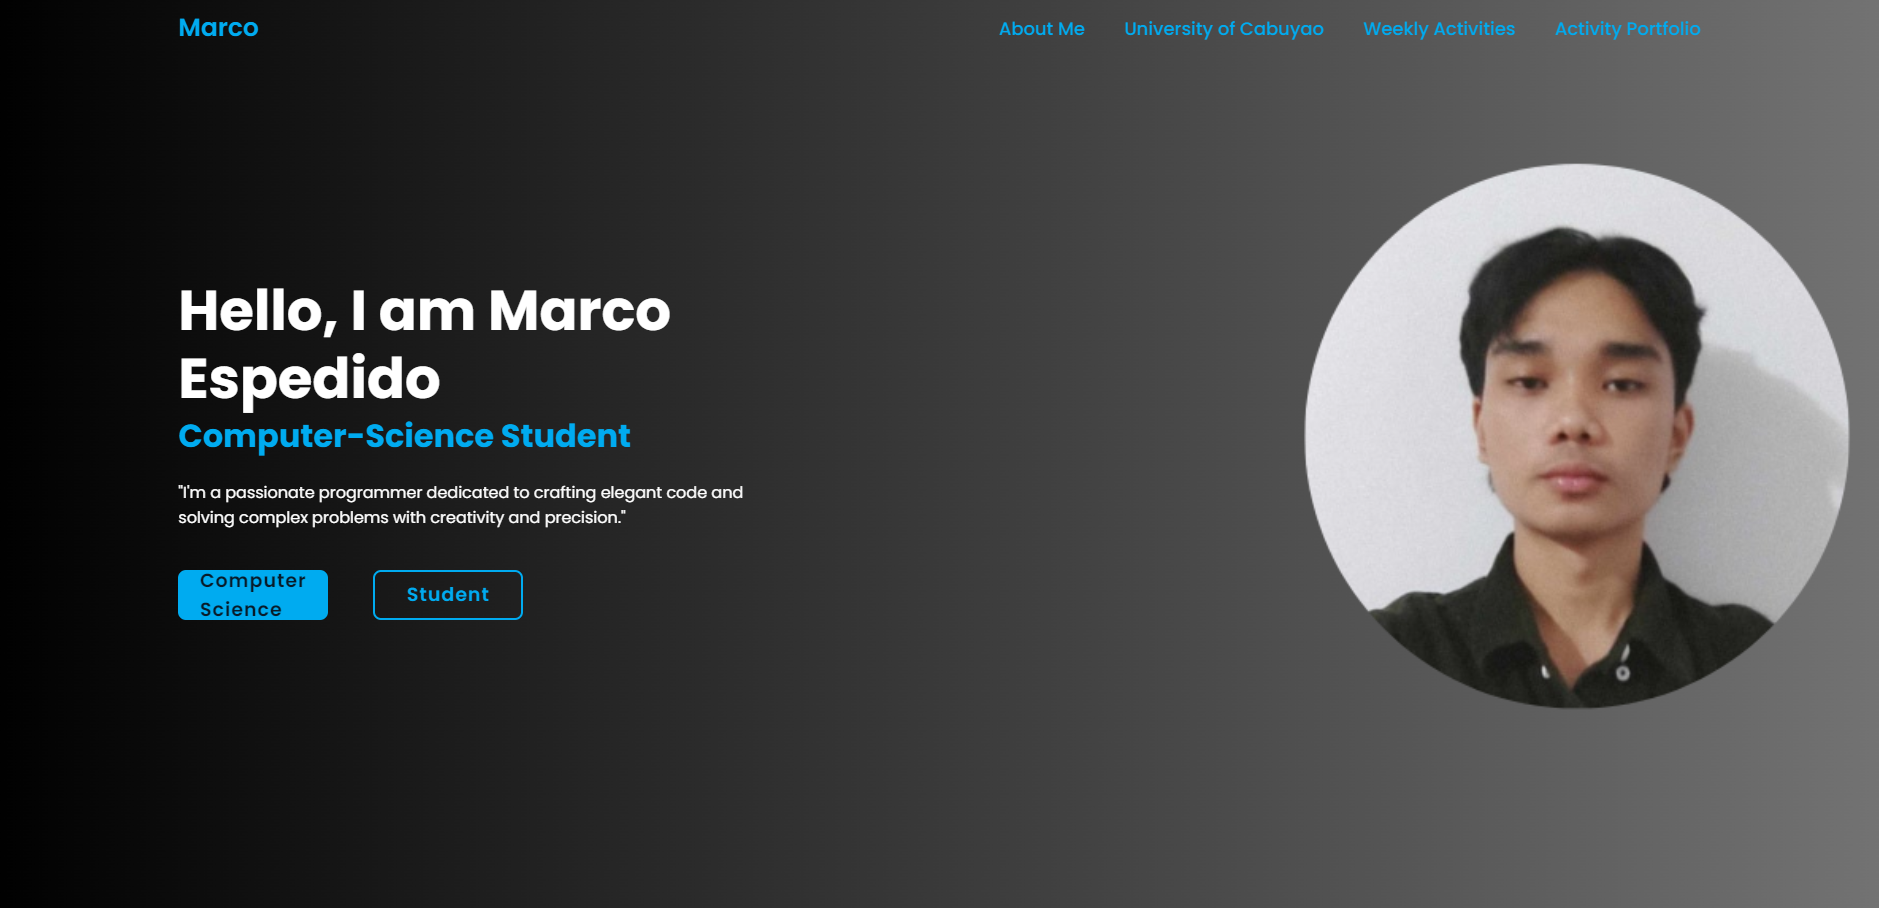 Marco
About Me
University of Cabuyao
Weekly Activities
Activity Portfolio
Hello, I am Marco
Espedido
Computer-Science Student
"I'm a passionate programmer dedicated to crafting elegant code and
solving complex problems with creativity and precision."
Computer
Science
Student